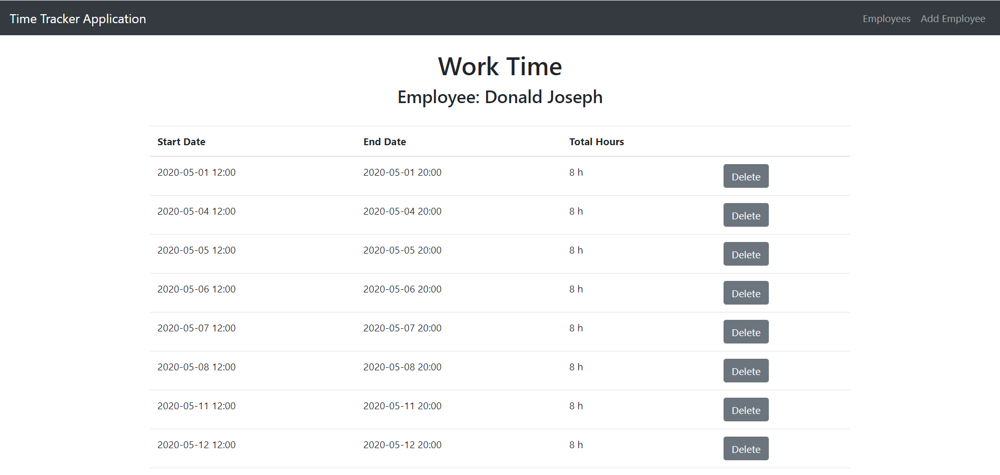 Time Tracker Application Employees Add Employee
Work Time
Employee: Donald Joseph
Start Date End Date Total Hours
2020-05-01 12:00 2020-05-01 20:00 8 h Delete
2020-05-04 12:00 2020-05-04 20:00 8 h Delete
2020-05-05 12:00 2020-05-05 20:00 8 h Delete
2020-05-06 12:00 2020-05-06 20:00 8 h Delete
2020-05-07 12:00 2020-05-07 20:00 8 h Delete
2020-05-08 12:00 2020-05-08 20:00 8 h Delete
2020-05-11 12:00 2020-05-11 20:00 8 h Delete
2020-05-12 12:00 2020-05-12 20:00 8 h Delete